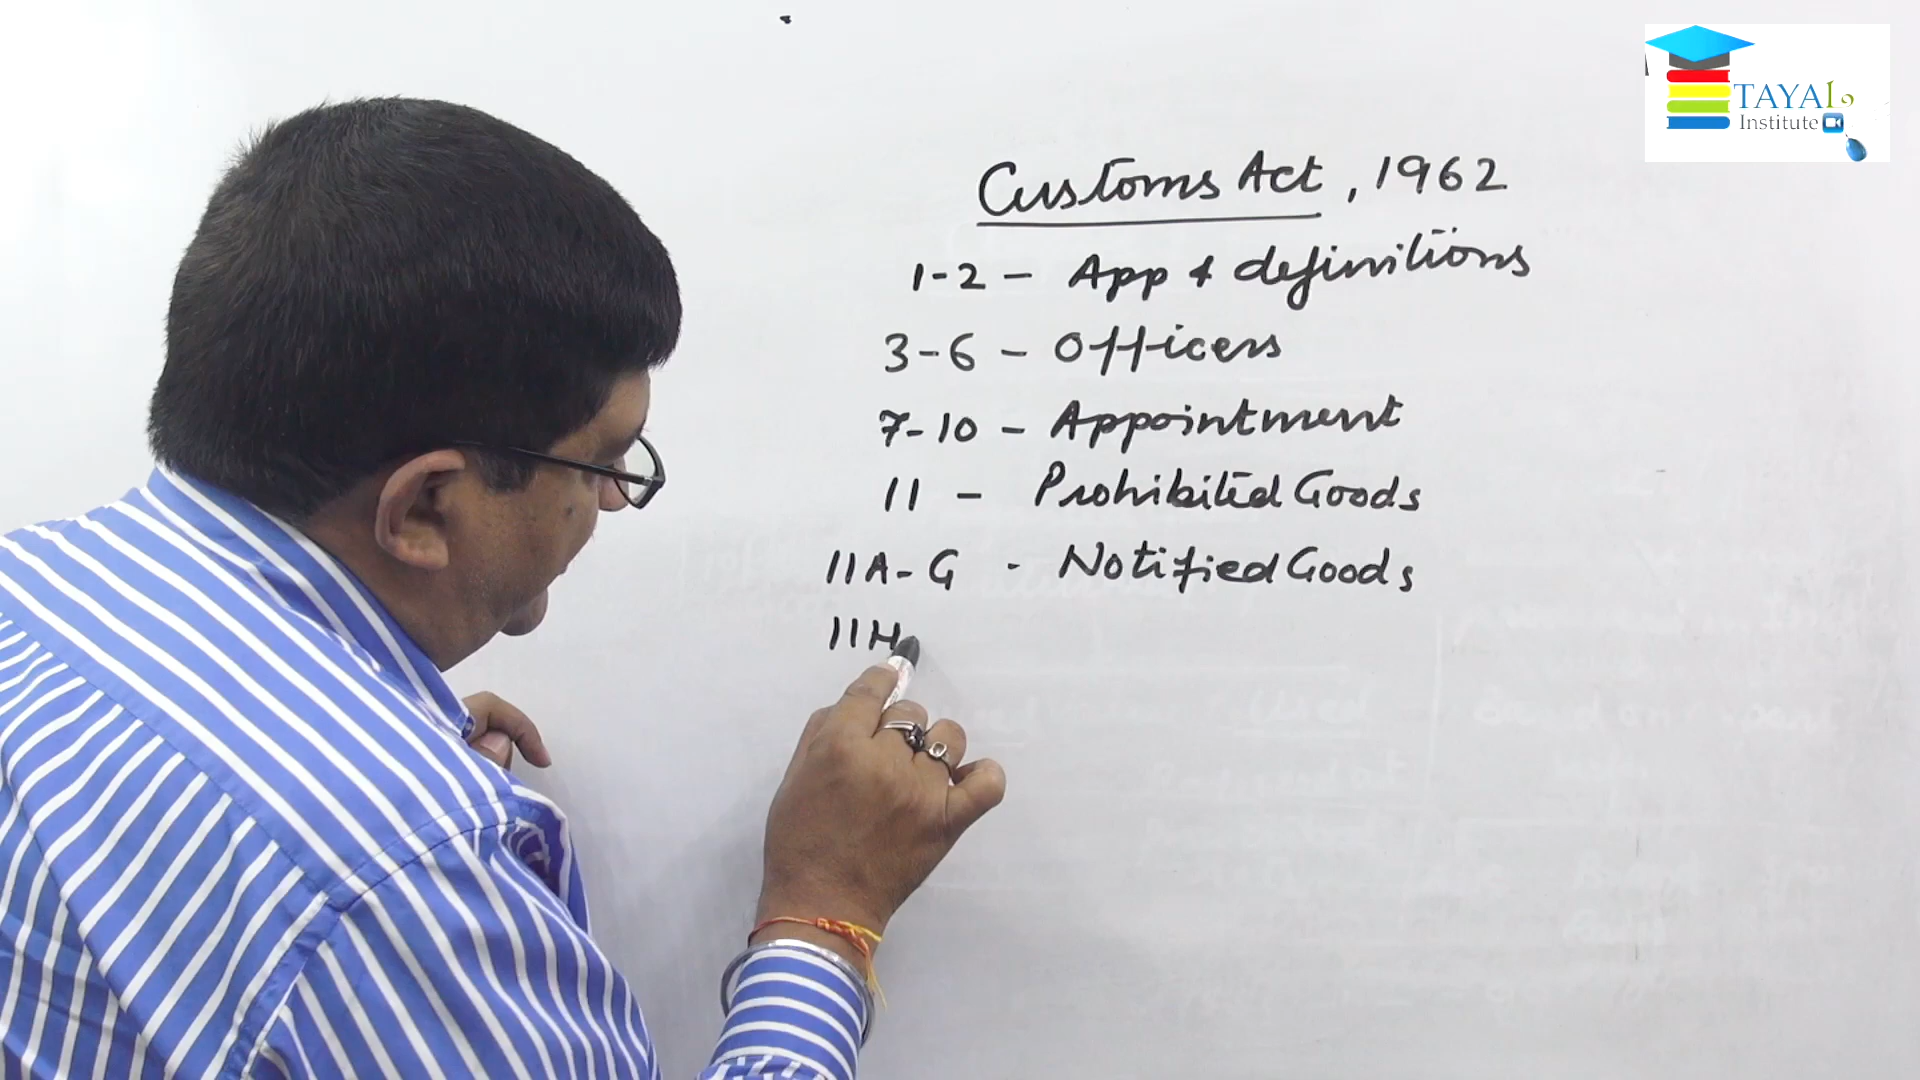 TAYAL
Institute
Customs Act, 1962
1-2 - App & definitions
3-6 - Officers
7-10 - Appointment
11 - Prohibited Goods
11A-G - Notified Goods
11H